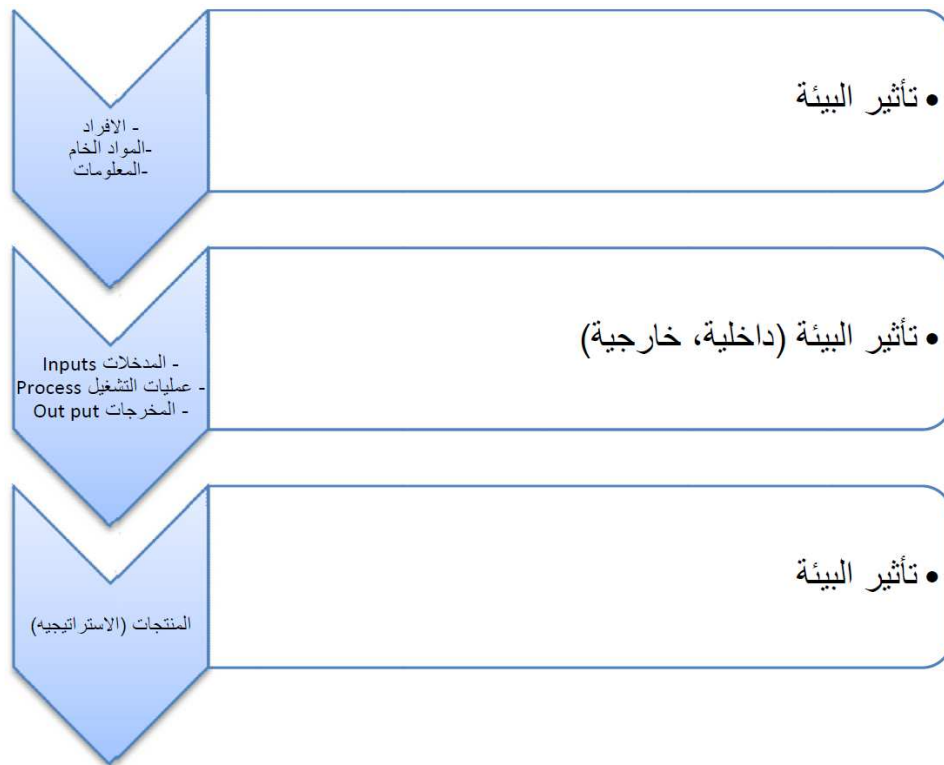 • تأثير البيئة
- الافراد
-المواد الخام
-المعلومات
• تأثير البيئة (داخلية، خارجية)
- المدخلات Inputs
- عمليات التشغيل Process
- المخرجات Out put
• تأثير البيئة
المنتجات (الاستراتيجيه)